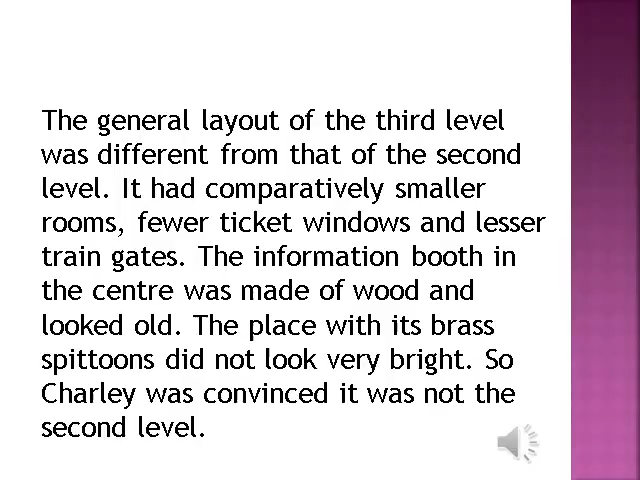 The general layout of the third level
was different from that of the second
level. It had comparatively smaller
rooms, fewer ticket windows and lesser
train gates. The information booth in
the centre was made of wood and
looked old. The place with its brass
spittoons did not look very bright. So
Charley was convinced it was not the
second level.